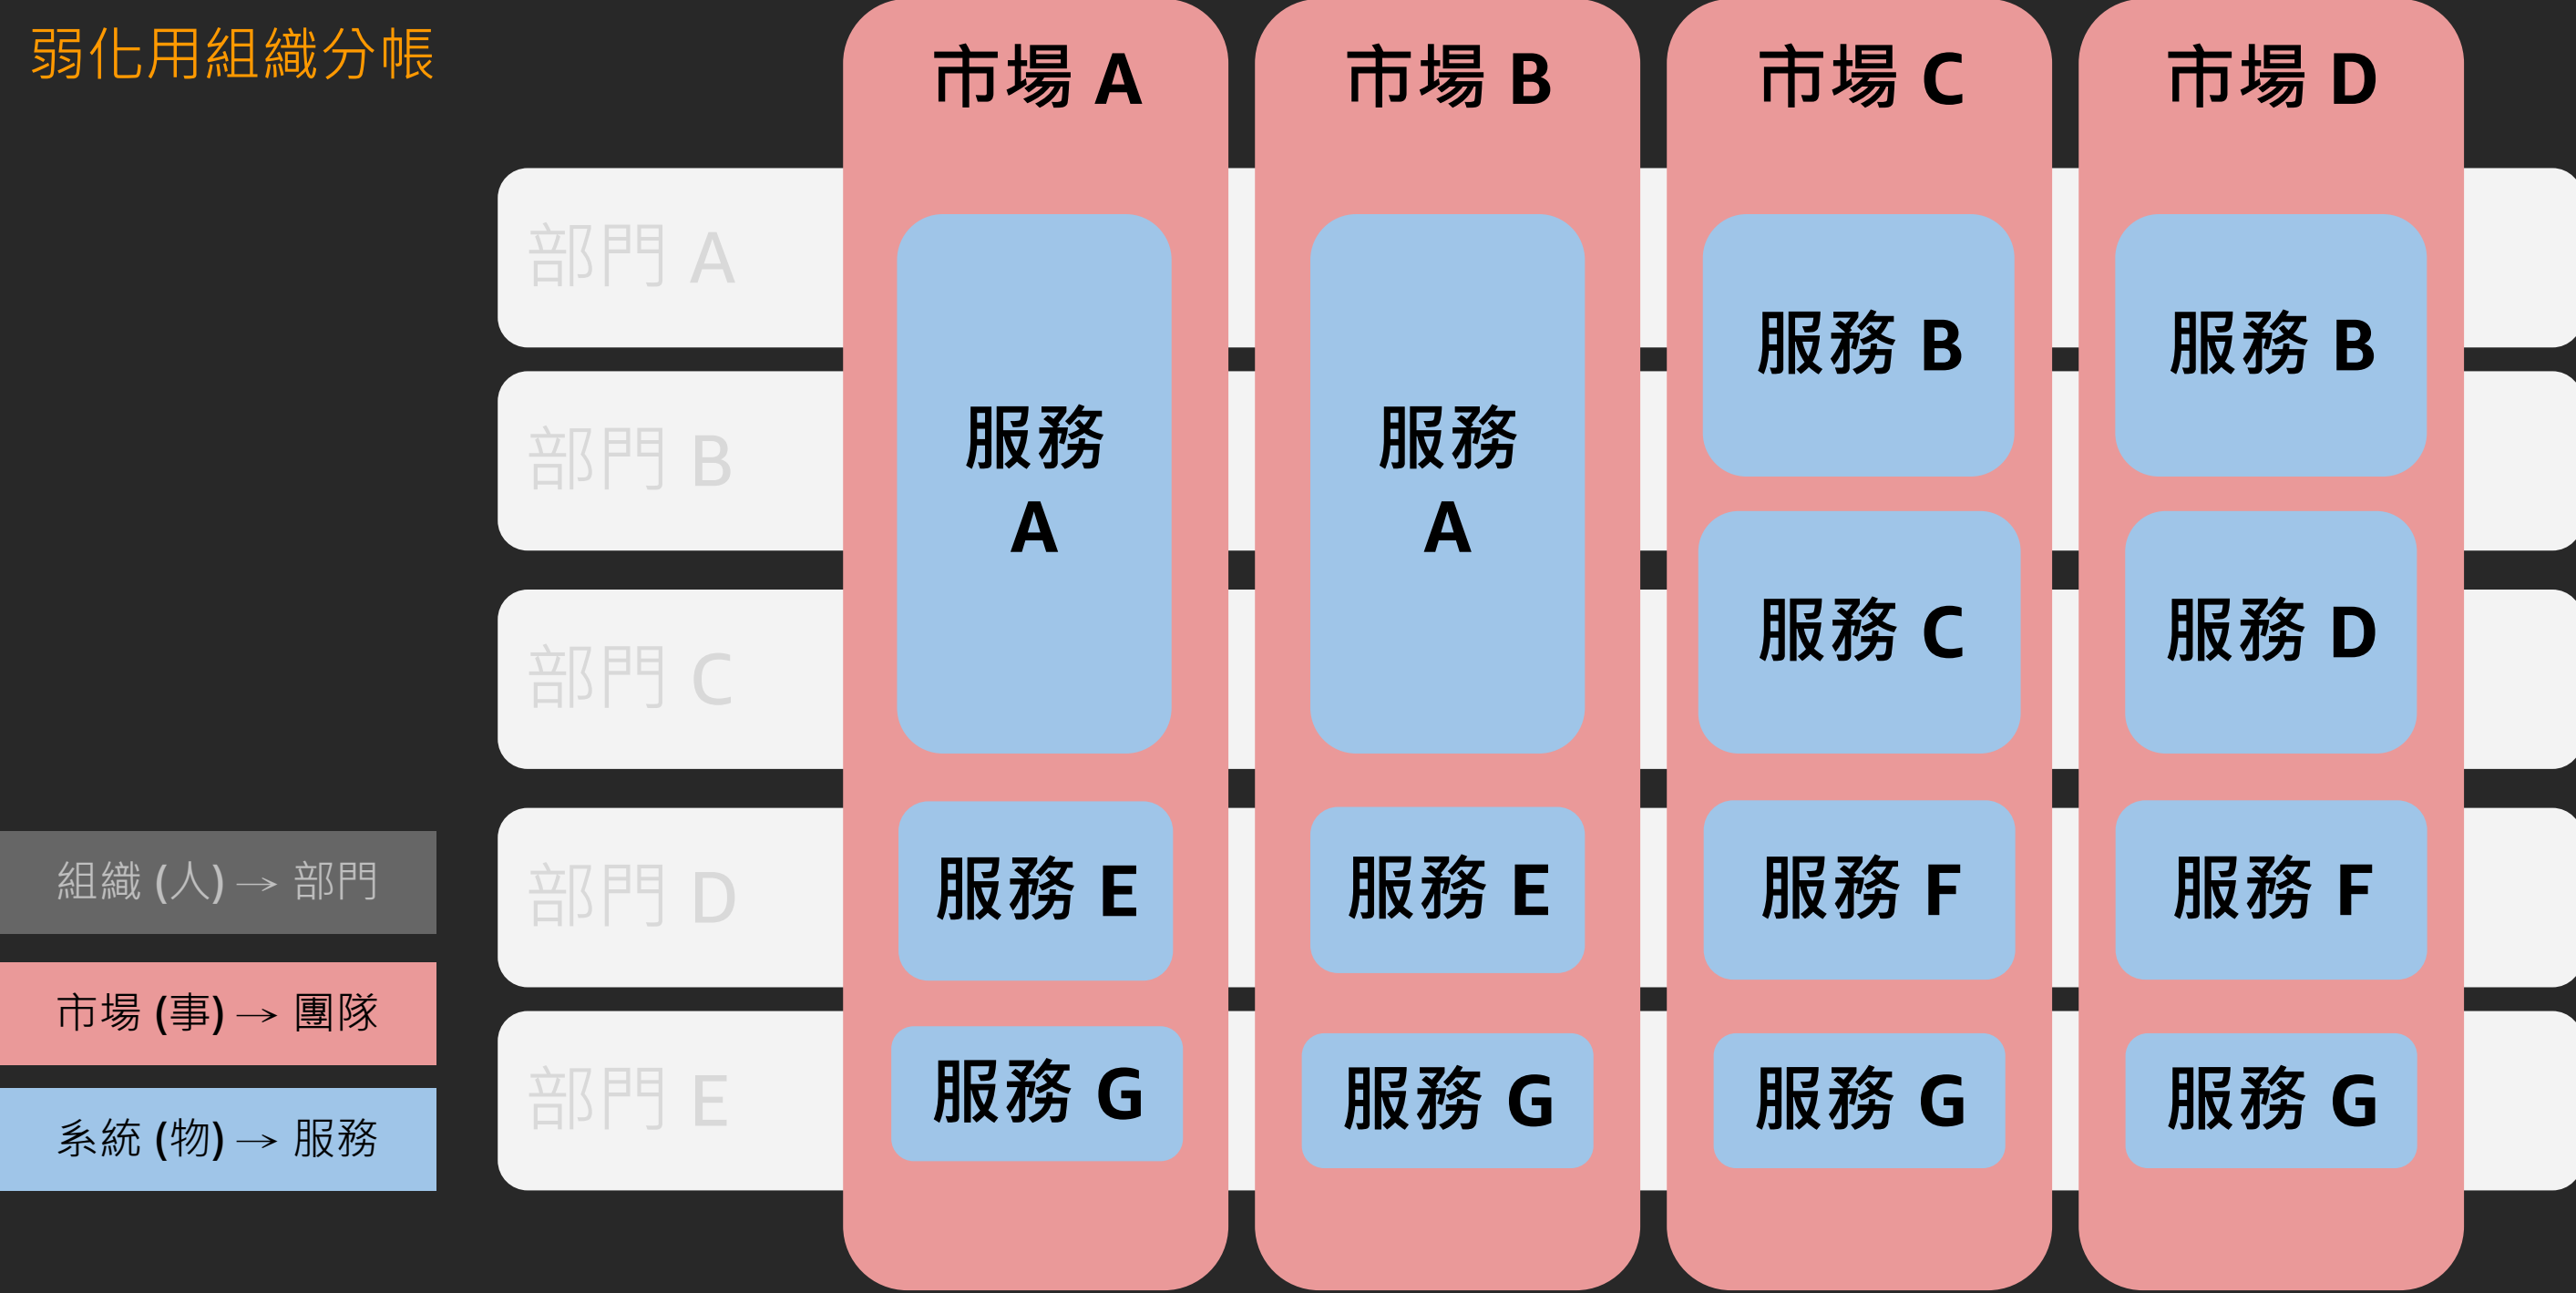 弱化用組織分帳
市場 A
市場 B
市場 C
市場 D
部門 A
部門 B
部門 C
部門 D
部門 E
服務
A
服務 E
服務 G
服務
A
服務 E
服務 G
服務 B
服務 C
服務 F
服務 G
服務 B
服務 D
服務 F
服務 G
組織 (人) → 部門
市場 (事) → 團隊
系統 (物) → 服務